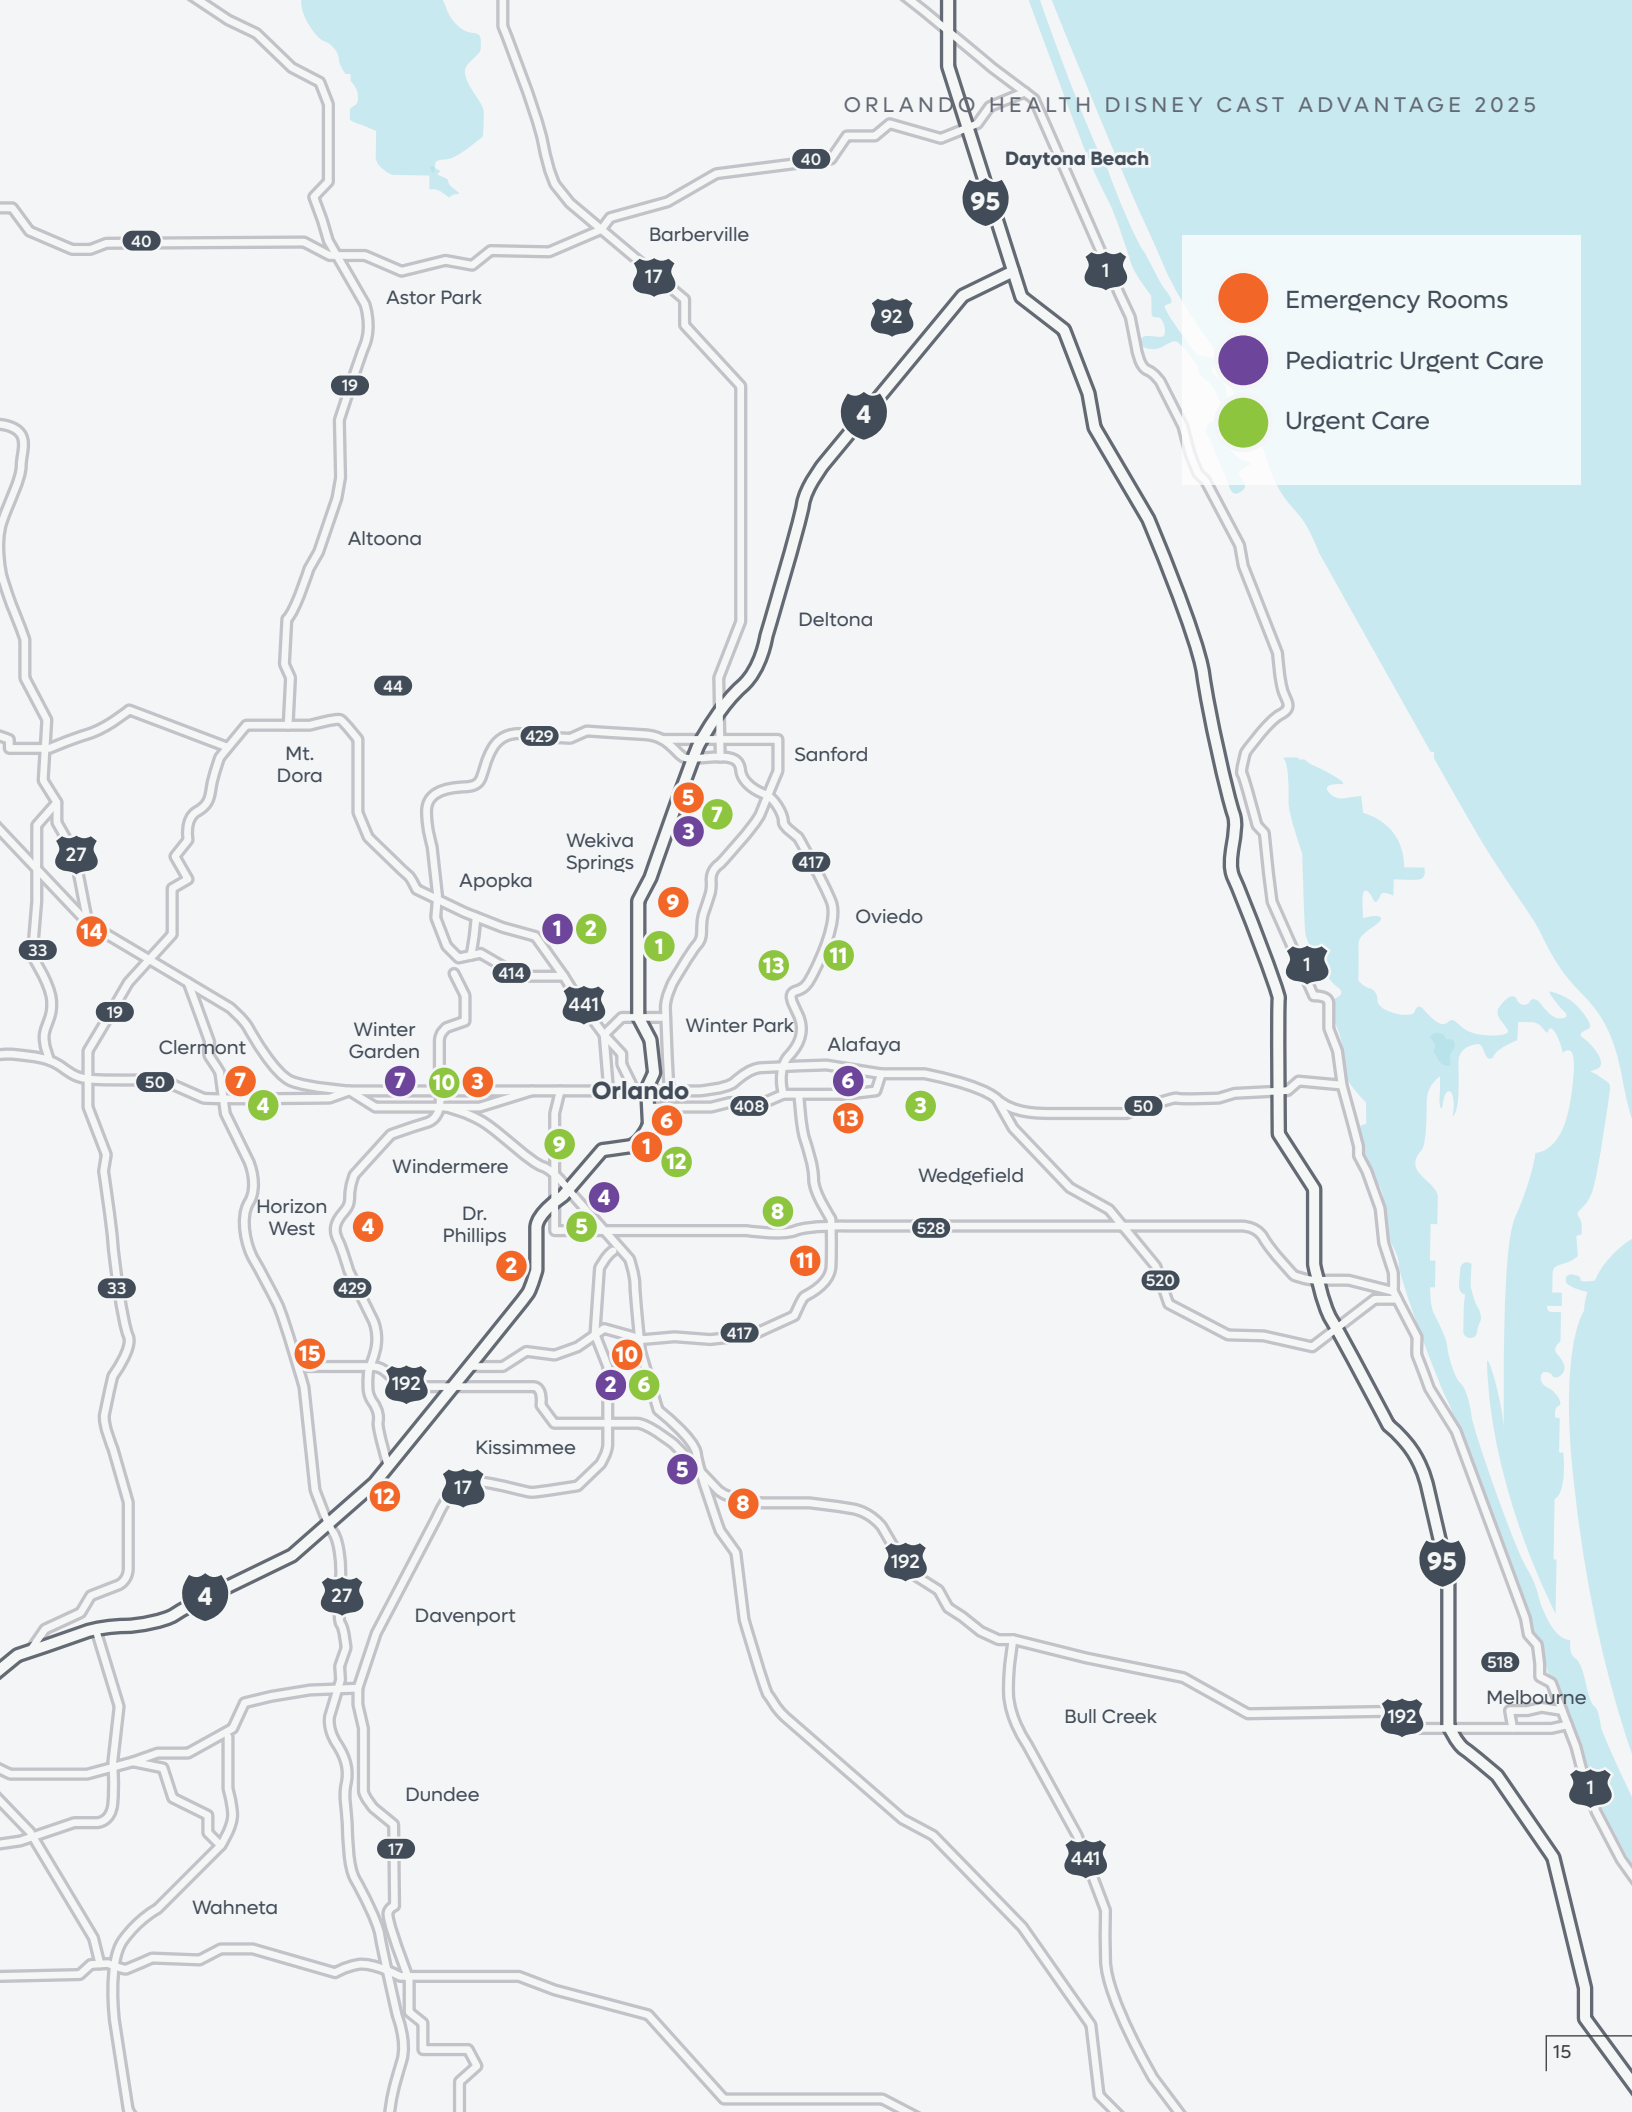 ORLANDO HEALTH DISNEY CAST ADVANTAGE 2025
40
Daytona Beach
95
Barberville
40
17
1
Astor Park
92
Emergency Rooms
Pediatric Urgent Care
Urgent Care
19
4
Altoona
Deltona
44
429
Mt.
Dora
Sanford
5
7
3
Wekiva
Springs
27
417
Apopka
9
Oviedo
14
1
2
33
1
13
11
1
414
441
19
Winter Park
Winter
Garden
Clermont
Alafaya
50
7
7
10
3
Orlando
6
4
408
3
50
6
13
9
1
12
Windermere
Wedgefield
4
Horizon
West
4
Dr.
Phillips
5
8
528
2
11
33
429
520
417
15
10
192
2
6
Kissimmee
5
17
12
8
192
95
4
27
Davenport
518
Melbourne
192
Bull Creek
1
Dundee
17
441
Wahneta
15